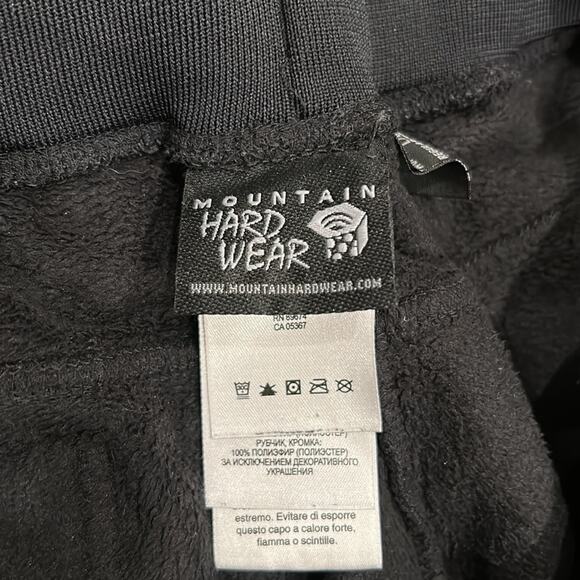 MOUNTAIN
HARD
WEAR
WWW.MOUNTAINHARDWEAR.COM
RN 69674
CA 05367
РУБЧИК, КРОМКА:
100% ПОЛИЭФИР (ПОЛИЭСТЕР)
ЗА ИСКЛЮЧЕНИЕМ ДЕКОРАТИВНОГО
УКРАШЕНИЯ
estremo. Evitare di esporre
questo capo a calore forte,
fiamma o scintille.